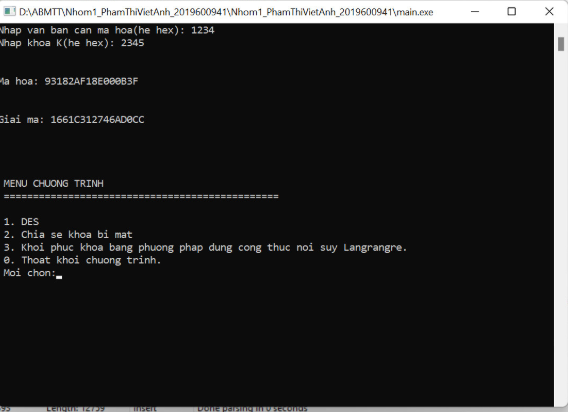 D:\ABMTT\Nhom1_PhamThiVietAnh_2019600941\Nhom1_PhamThiVietAnh_2019600941\main.exe
Nhap van ban can ma hoa(he hex): 1234
Nhap khoa K(he hex): 2345
Ma hoa: 93182AF18E000B3F
Giai ma: 1661C312746AD0CC
MENU CHUONG TRINH
===============================================
1. DES
2. Chia se khoa bi mat
3. Khoi phuc khoa bang phuong phap dung cong thuc noi suy Langrangre.
0. Thoat khoi chuong trinh.
Moi chon:
Length: 12759 Insert Done parsing in 0 seconds